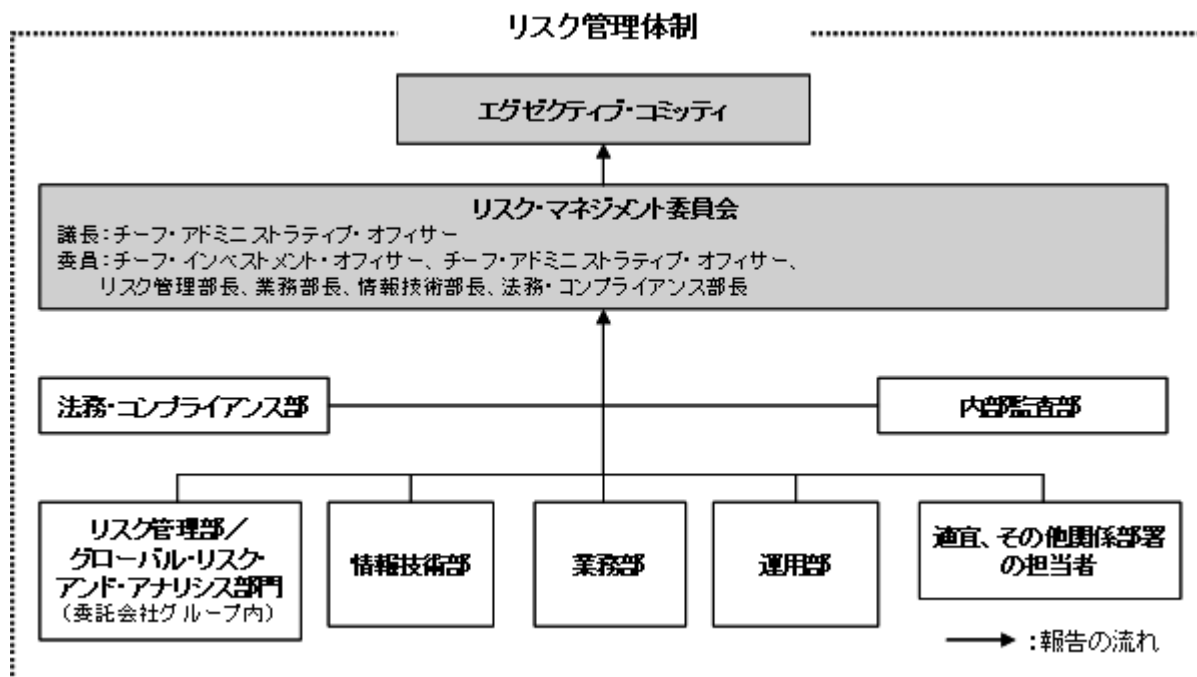 リスク管理体制
エグゼクティブ・コミッティ
リスク・マネジメント委員会
議長:チーフ・アドミニストラティブ・オフィサー
委員:チーフ・インベストメント・オフィサー、チーフ・アドミニストラティブ・オフィサー、
リスク管理部長、業務部長、情報技術部長、法務・コンプライアンス部長
法務・コンプライアンス部
内部監査部
リスク管理部/
グローバル・リスク・
アンド・アナリシス部門
(委託会社グループ内)
情報技術部
業務部
運用部
適宜、その他関係部署
の担当者
:報告の流れ